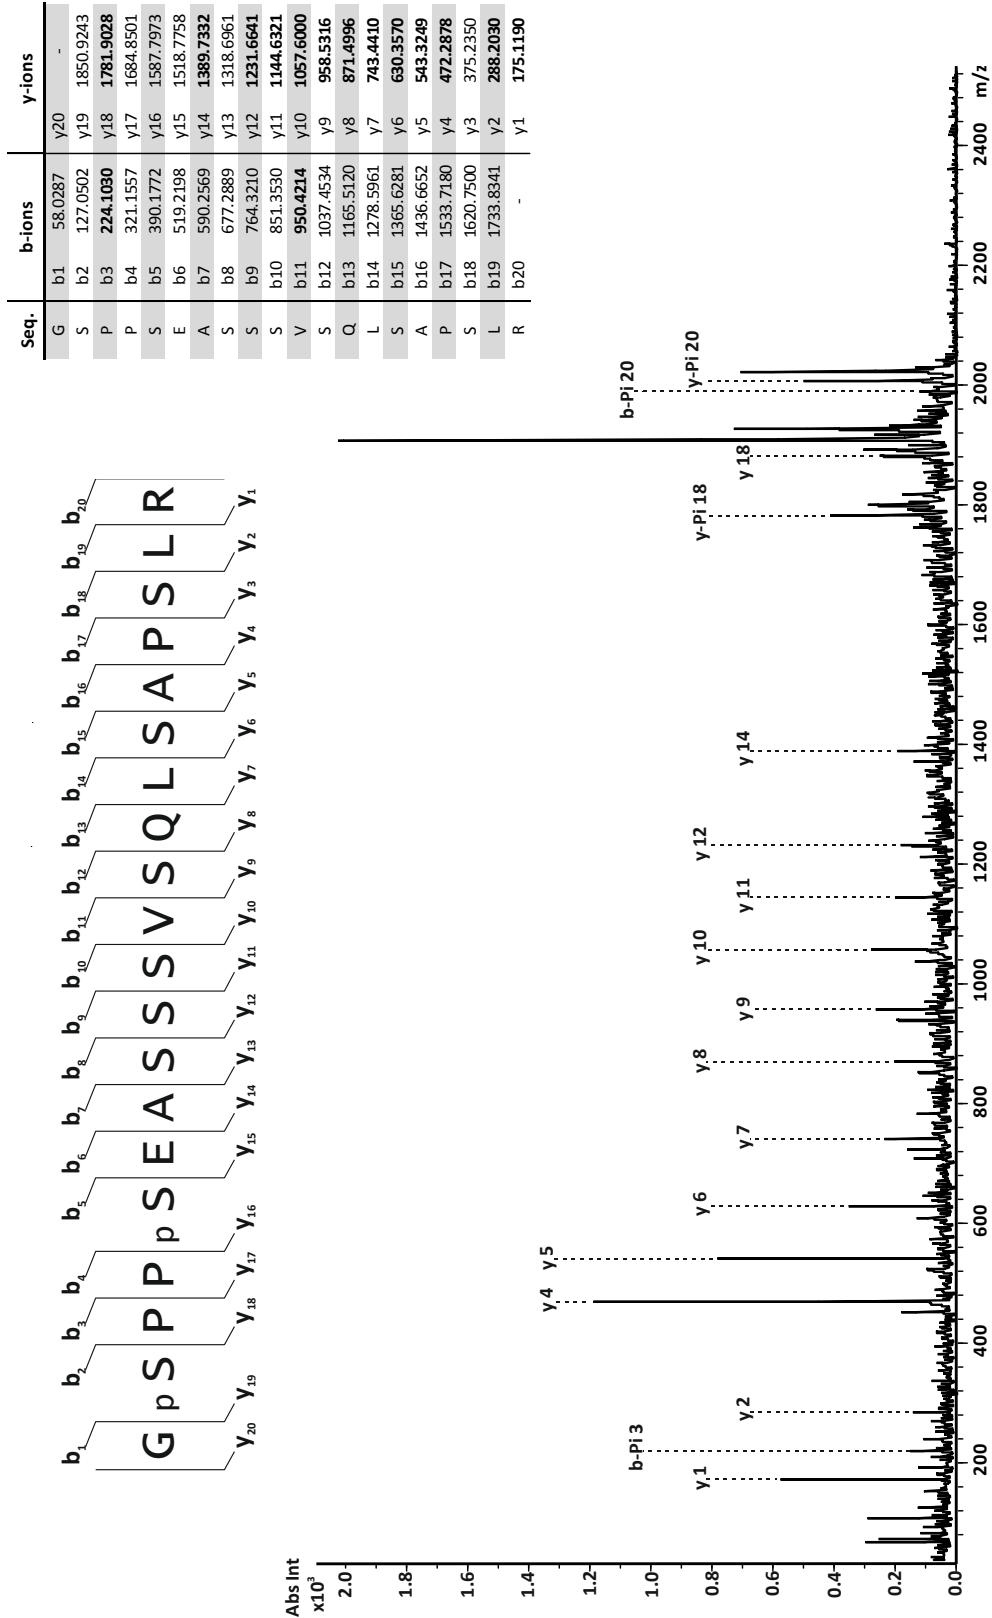 b1 b2 b3 b4 b5 b6 b7 b8 b9 b10 b11 b12 b13 b14 b15 b16 b17 b18 b19 b20
G pS P P pS E A S S S V S Q L S A P S L R
y20 y19 y18 y17 y16 y15 y14 y13 y12 y11 y10 y9 y8 y7 y6 y5 y4 y3 y2 y1
Seq. b-ions y-ions
G b1 58.0287 y20 -
S b2 127.0502 y19 1850.9243
P b3 224.1030 y18 1781.9028
P b4 321.1557 y17 1684.8501
S b5 390.1772 y16 1587.7973
E b6 519.2198 y15 1518.7758
A b7 590.2569 y14 1389.7332
S b8 677.2889 y13 1318.6961
S b9 764.3210 y12 1231.6641
S b10 851.3530 y11 1144.6321
V b11 950.4214 y10 1057.6000
S b12 1037.4534 y9 958.5316
Q b13 1165.5120 y8 871.4996
L b14 1278.5961 y7 743.4410
S b15 1365.6281 y6 630.3570
A b16 1436.6652 y5 543.3249
P b17 1533.7180 y4 472.2878
S b18 1620.7500 y3 375.2350
L b19 1733.8341 y2 288.2030
R b20 - y1 175.1190
Abs Int
x10³
2.0
1.8
1.6
1.4
1.2
1.0
0.8
0.6
0.4
0.2
0.0
y 1
b-Pi 3
y 2
y 4
y 5
y 6
y 7
y 8
y 9
y 10
y 11
y 12
y 14
y-Pi 18
y 18
b-Pi 20
y-Pi 20
200 400 600 800 1000 1200 1400 1600 1800 2000 2200 2400 m/z